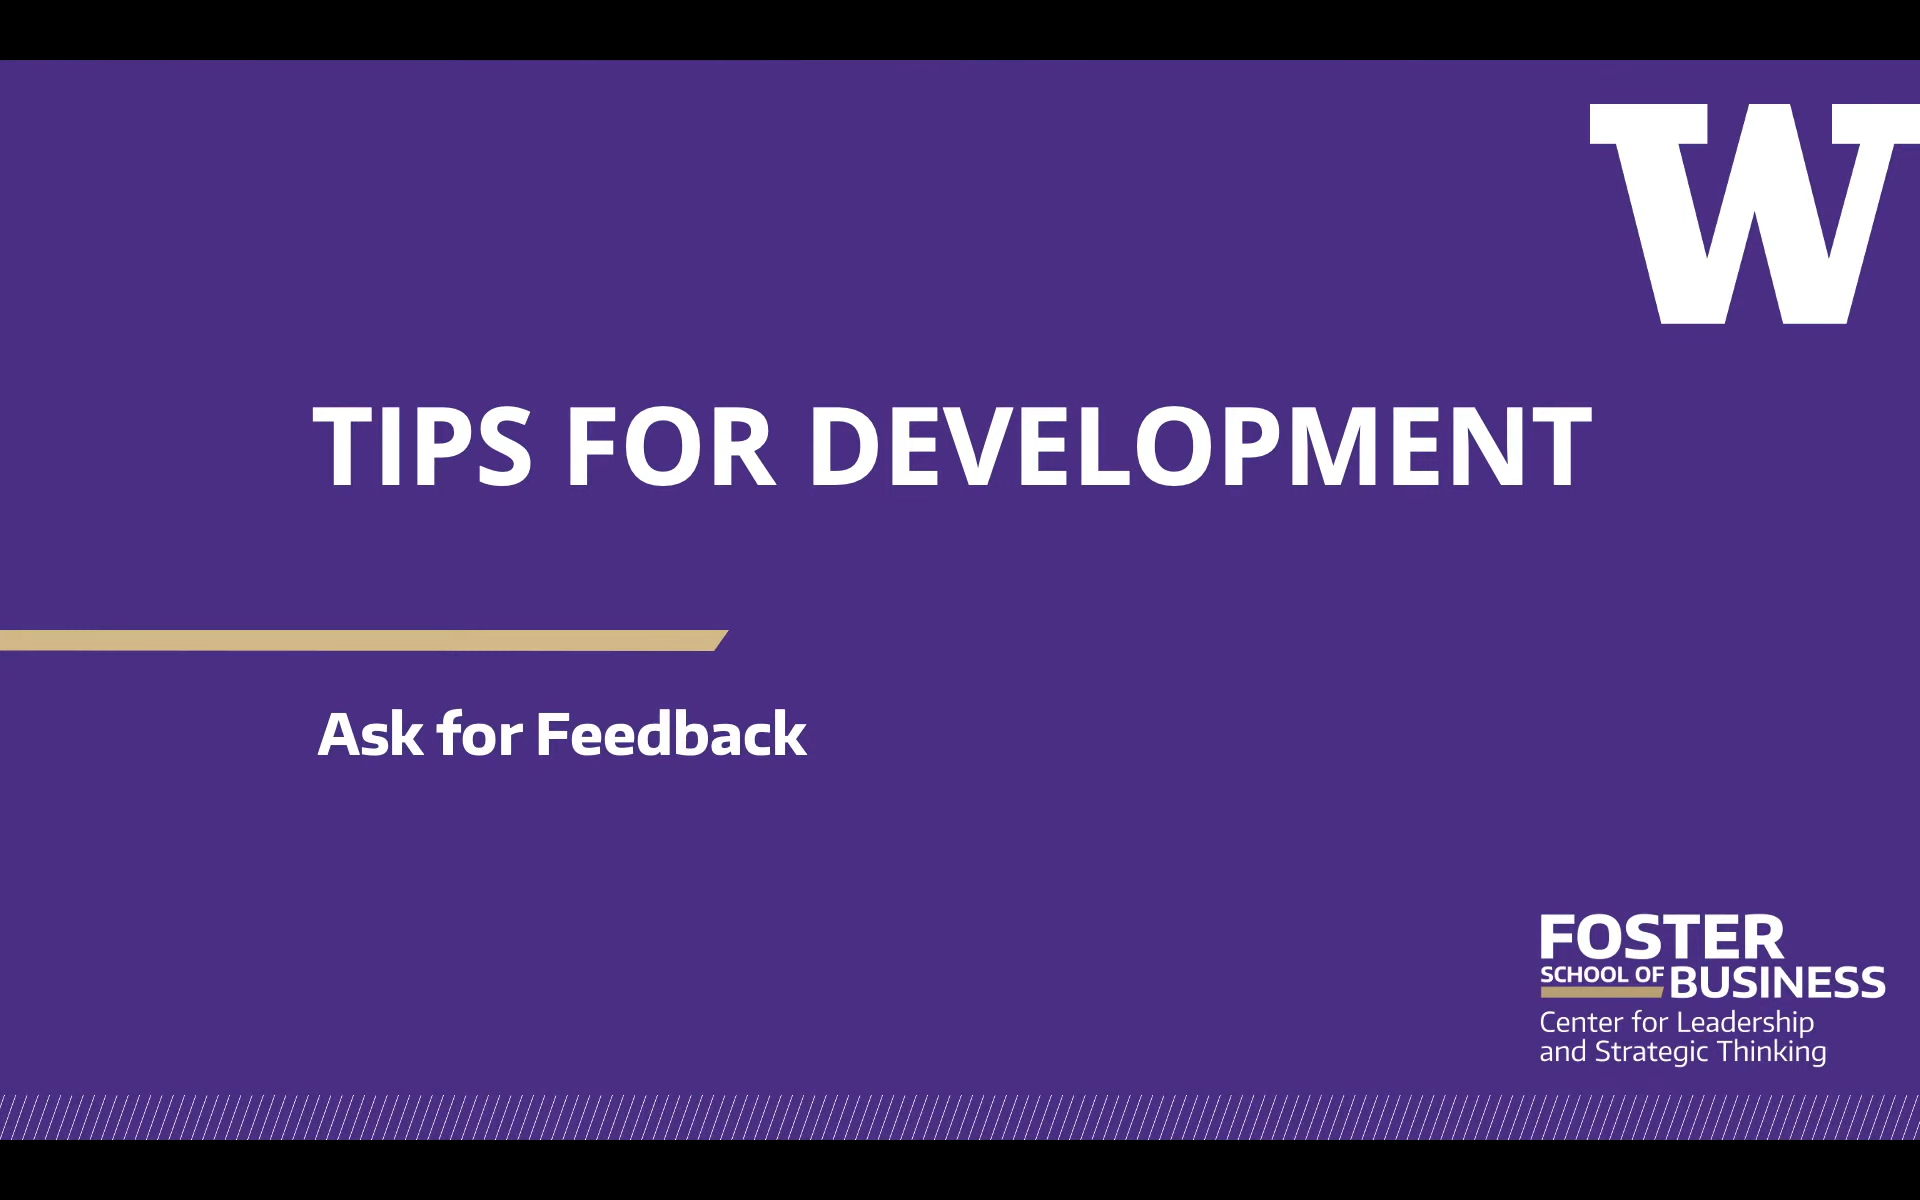 W
TIPS FOR DEVELOPMENT
Ask for Feedback
FOSTER
SCHOOL OF BUSINESS
Center for Leadership
and Strategic Thinking